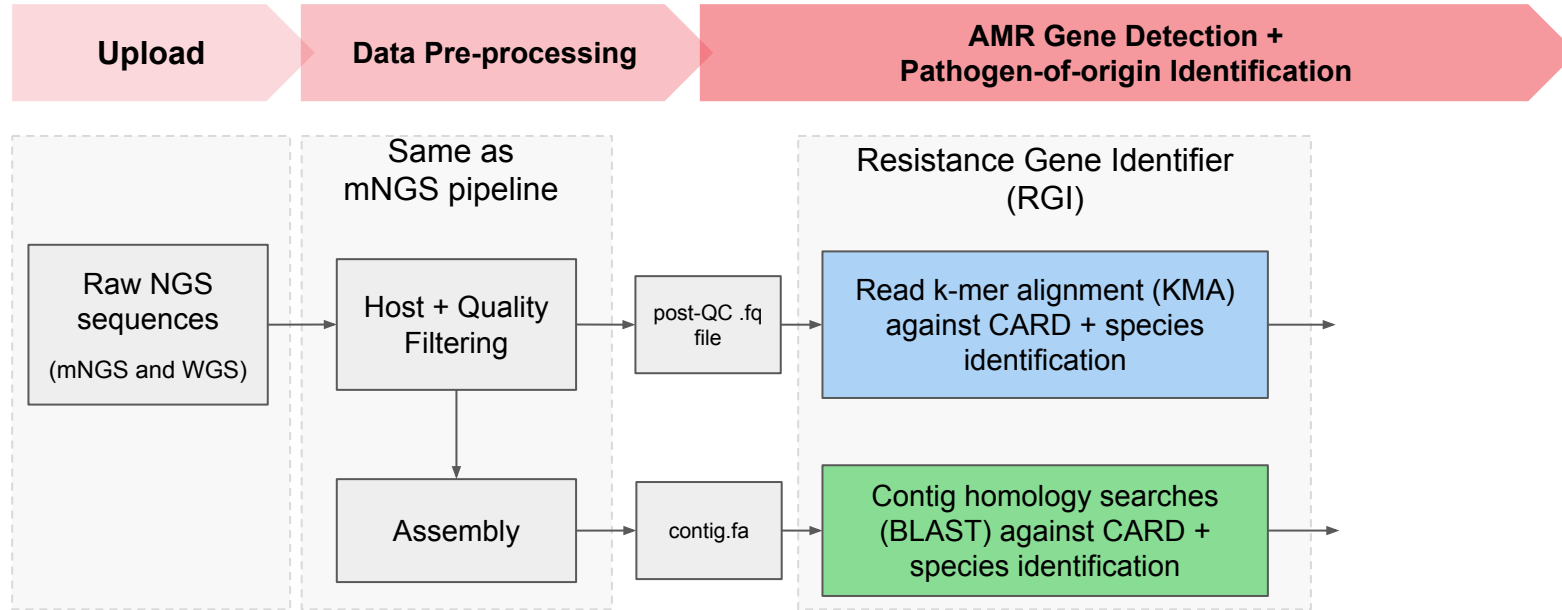 Upload
Data Pre-processing
AMR Gene Detection +
Pathogen-of-origin Identification
Same as
mNGS pipeline
Resistance Gene Identifier
(RGI)
Raw NGS
sequences
(mNGS and WGS)
Host + Quality
Filtering
post-QC .fq
file
Read k-mer alignment (KMA)
against CARD + species
identification
Assembly
contig.fa
Contig homology searches
(BLAST) against CARD +
species identification